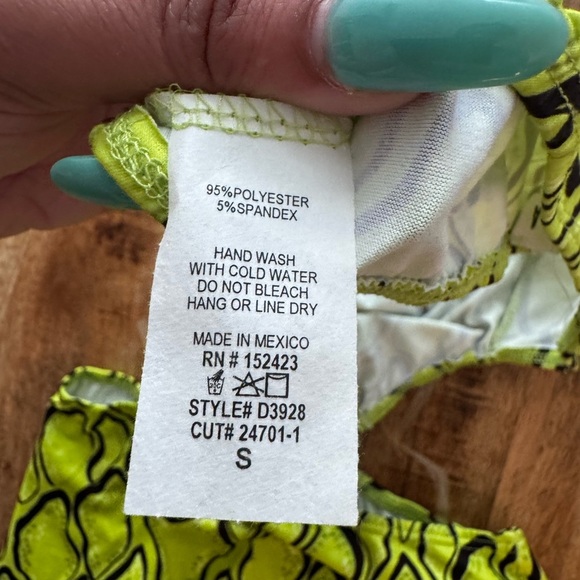 95%POLYESTER
5%SPANDEX
HAND WASH
WITH COLD WATER
DO NOT BLEACH
HANG OR LINE DRY
MADE IN MEXICO
RN # 152423
STYLE# D3928
CUT# 24701-1
S